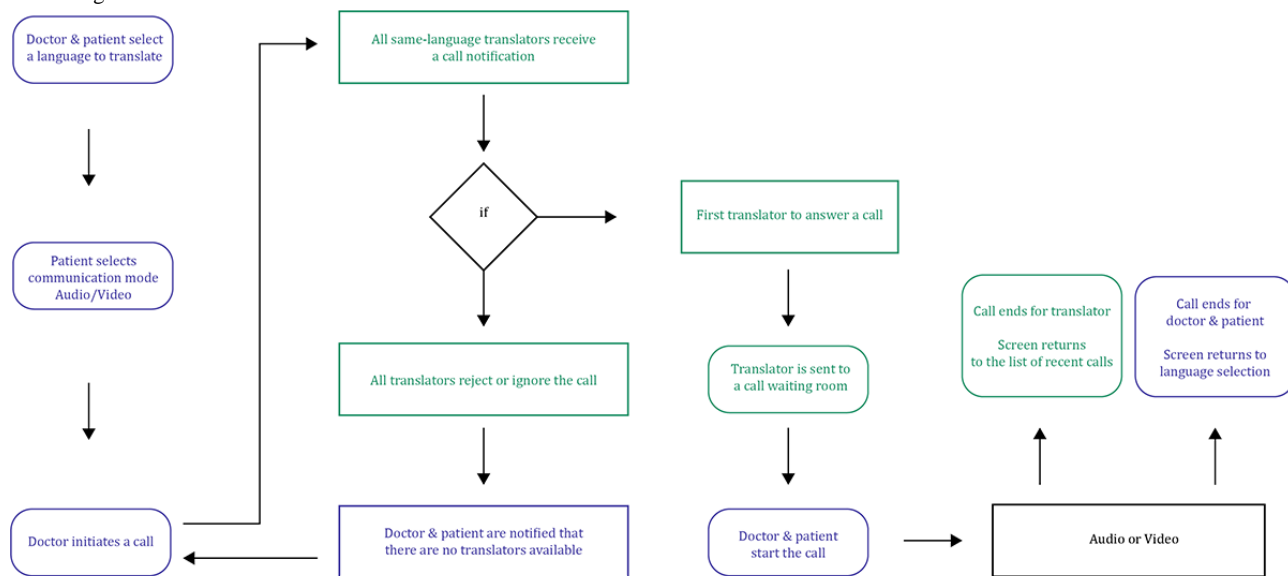 Doctor & patient select
a language to translate
Patient selects
communication mode
Audio/Video
Doctor initiates a call
All same-language translators receive
a call notification
if
All translators reject or ignore the call
Doctor & patient are notified that
there are no translators available
First translator to answer a call
Translator is sent to
a call waiting room
Doctor & patient
start the call
Audio or Video
Call ends for translator
Screen returns
to the list of recent calls
Call ends for
doctor & patient
Screen returns to
language selection